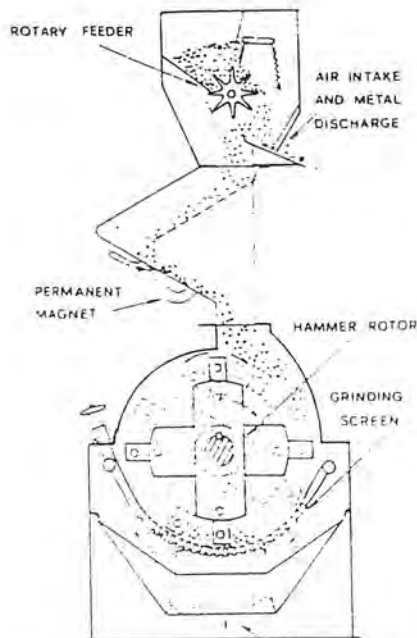 ROTARY FEEDER
AIR INTAKE
AND METAL
DISCHARGE
PERMANENT
MAGNET
HAMMER ROTOR
GRINDING
SCREEN